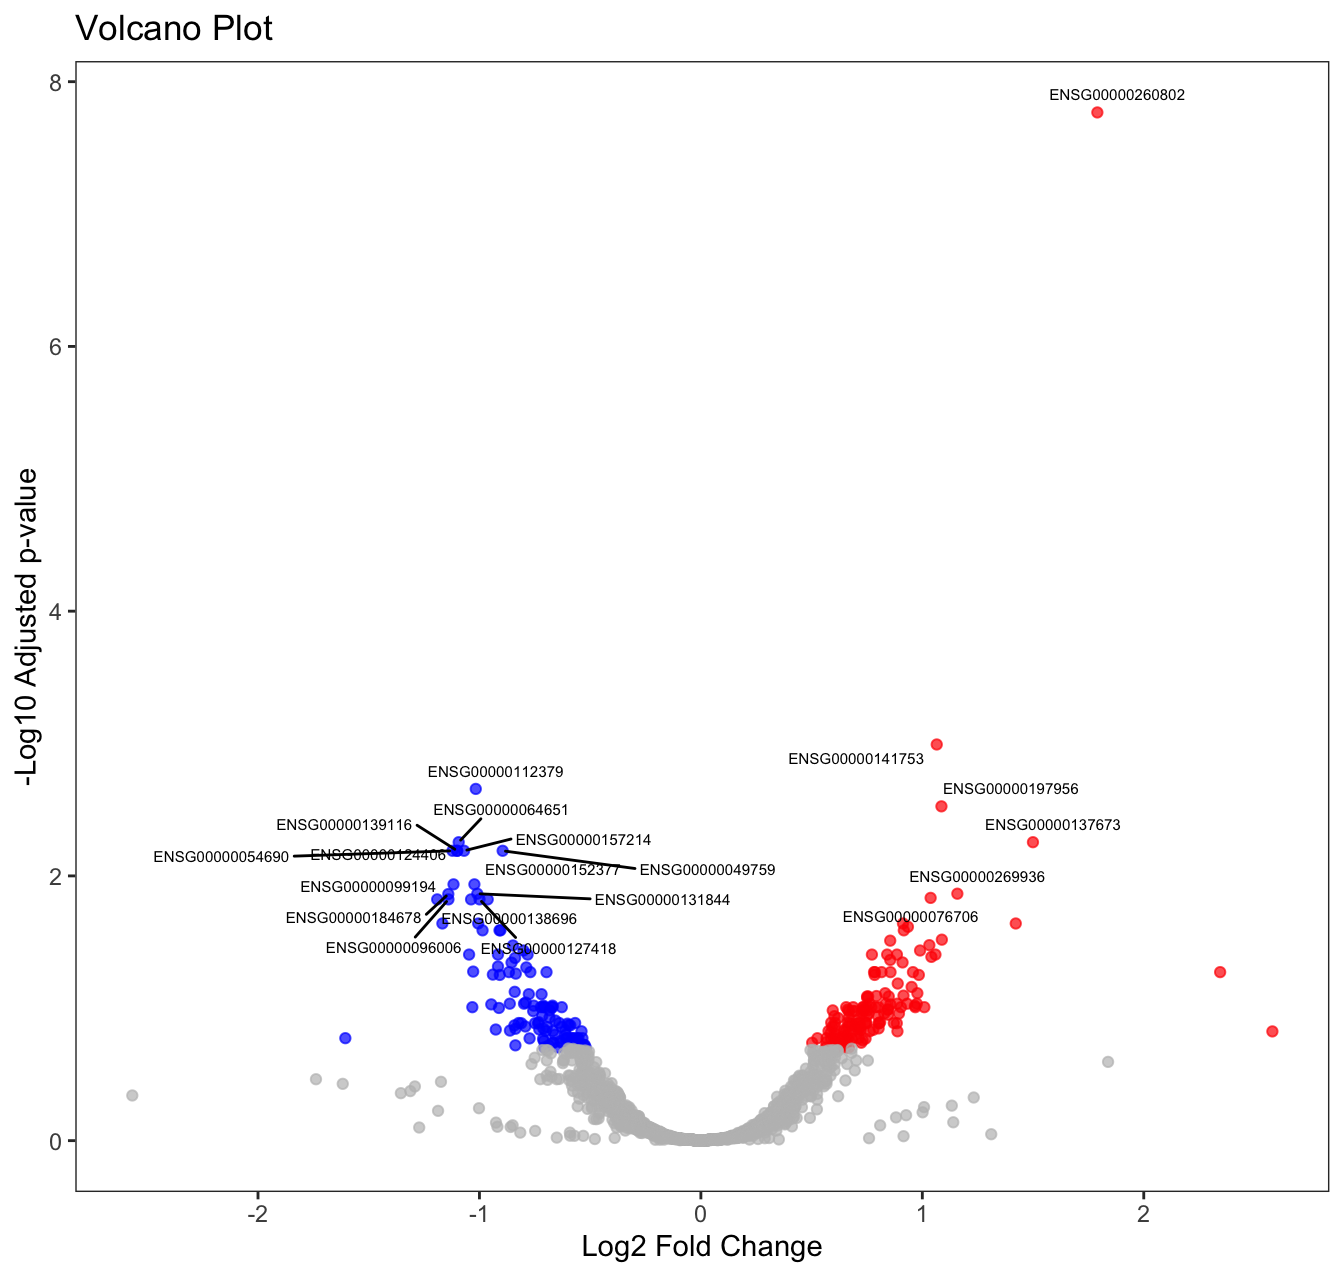 Volcano Plot
8
ENSG00000260802
6
-Log10 Adjusted p-value
4
ENSG00000141753
ENSG00000112379
ENSG00000197956
ENSG00000064651
ENSG00000139116
ENSG00000137673
ENSG00000157214
ENSG00000054690
ENSG00000124406
ENSG00000152377
ENSG00000049759
2
ENSG00000269936
ENSG00000099194
ENSG00000131844
ENSG00000184678
ENSG00000138696
ENSG00000076706
ENSG00000096006
ENSG00000127418
0
-2
-1
0
1
2
Log2 Fold Change